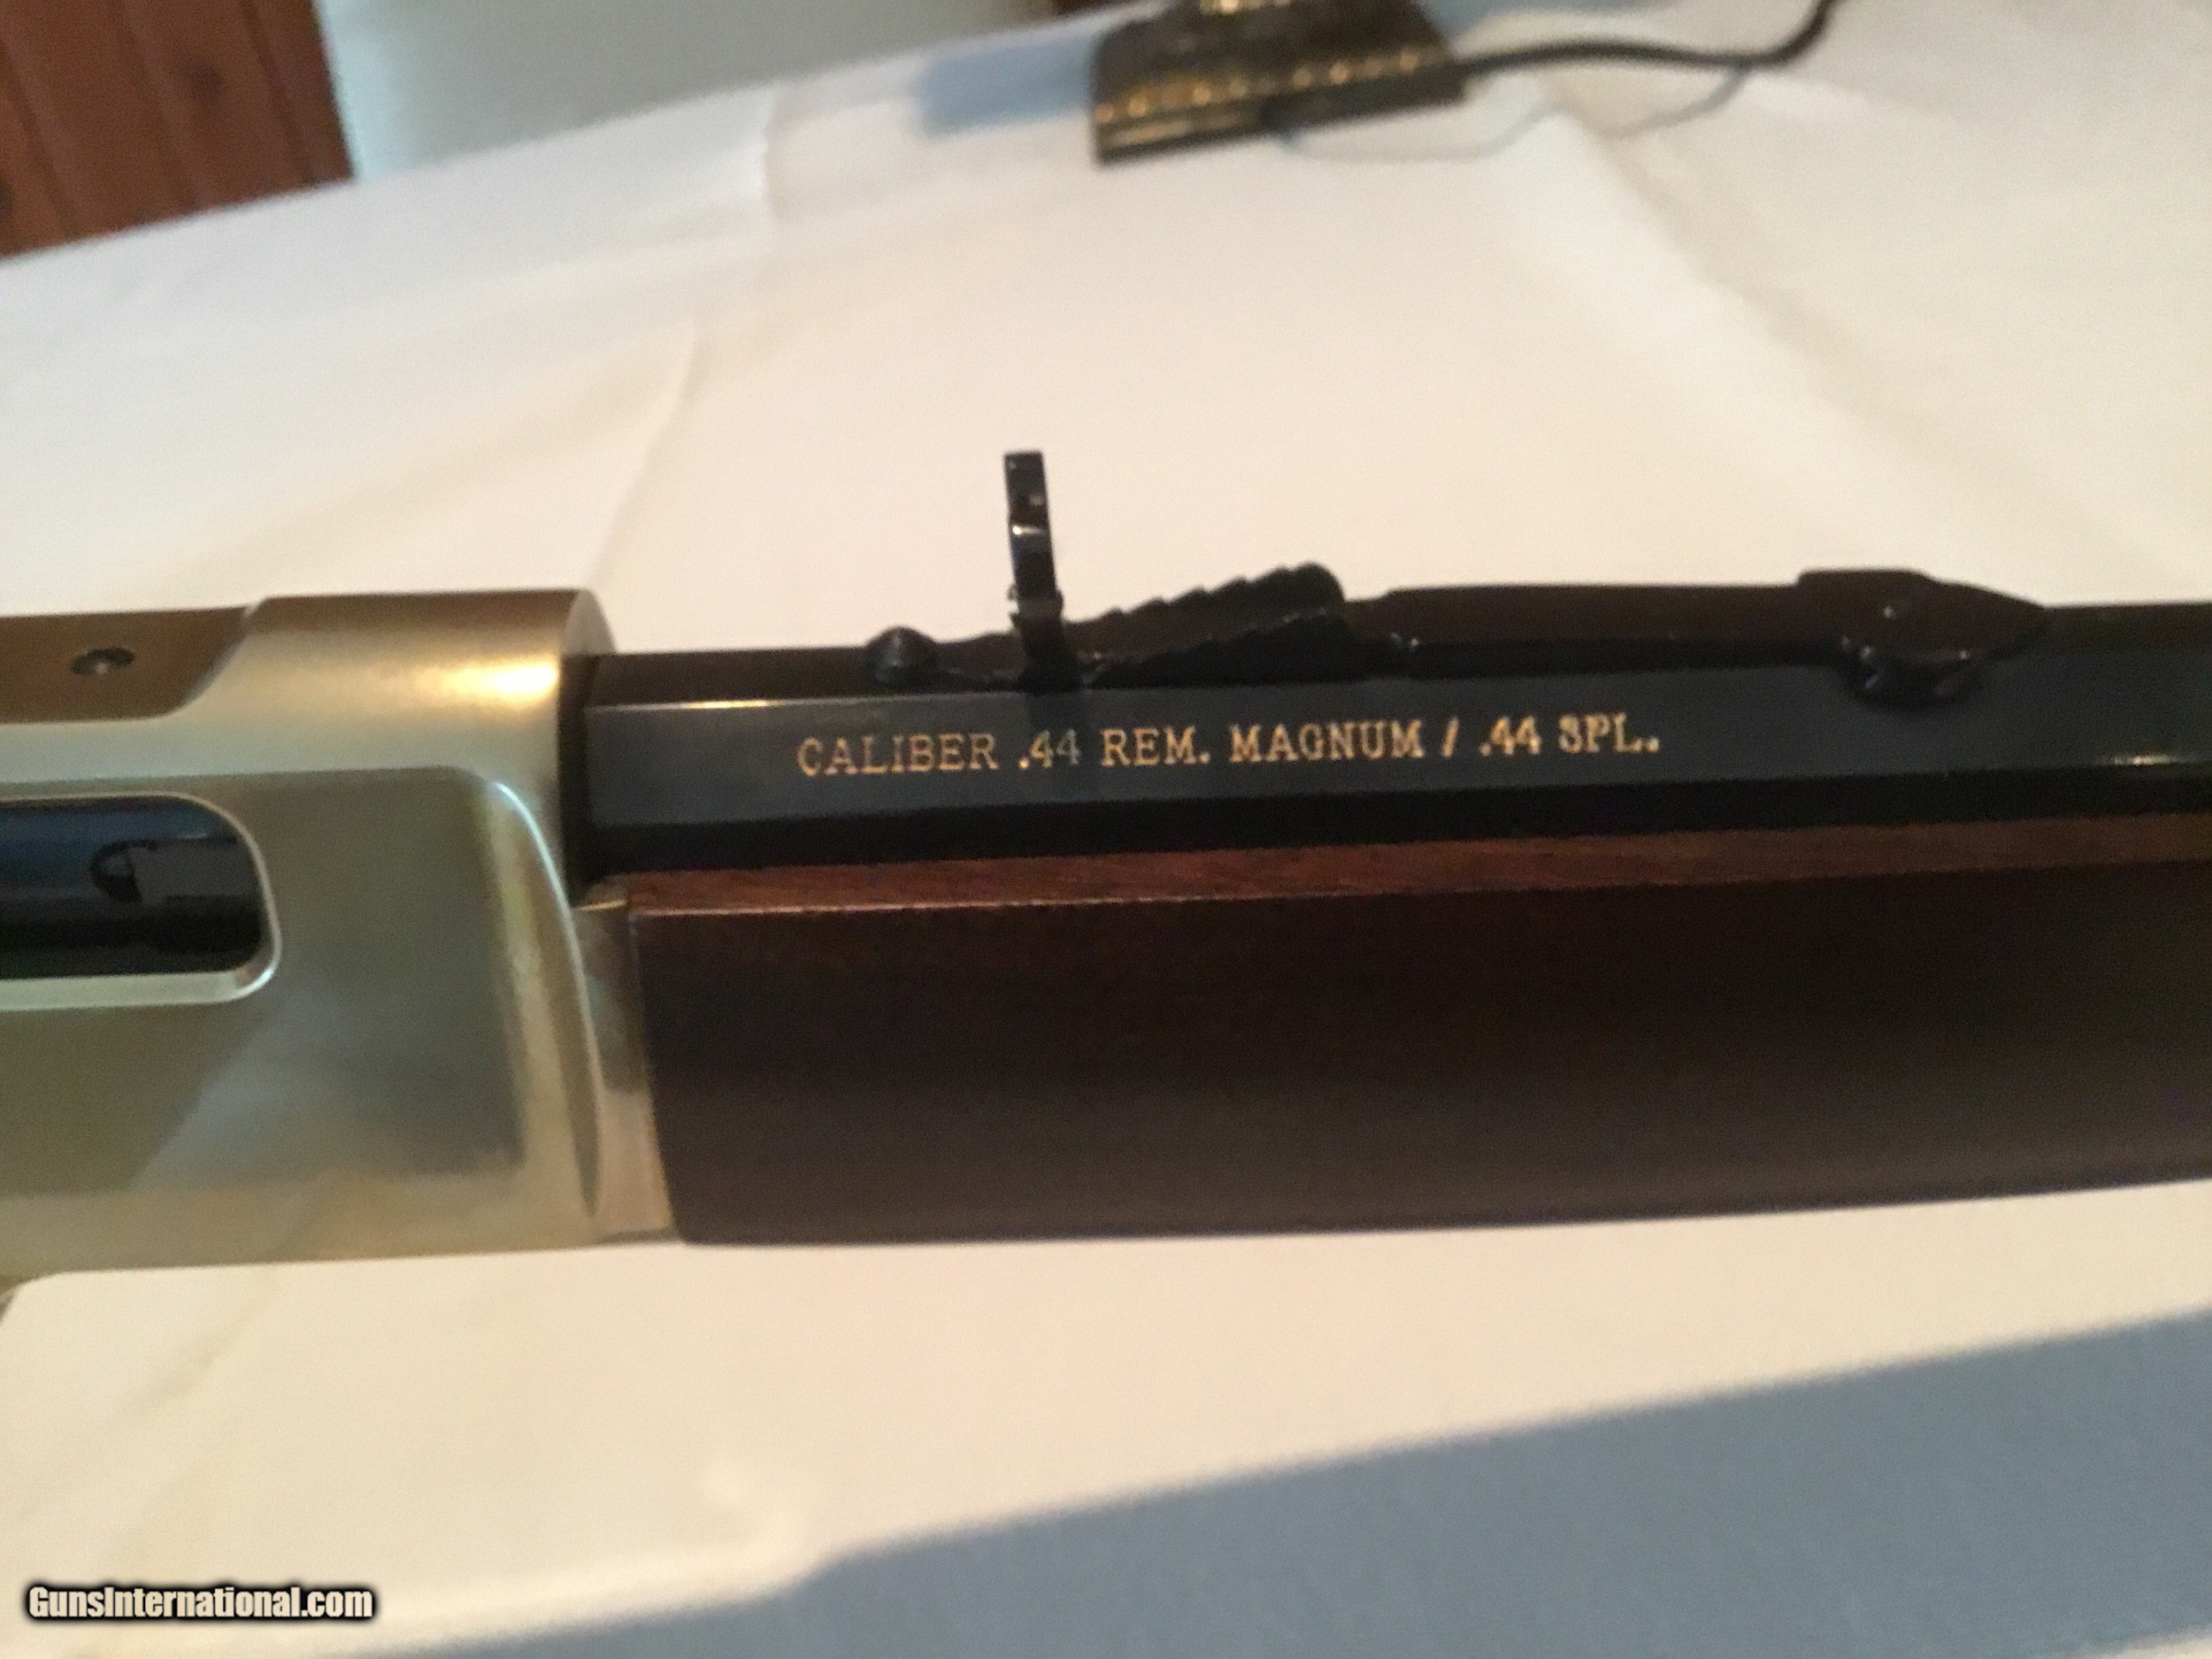 CALIBER .44 REM. MAGNUM / .44 SPL.
GunsInternational.com